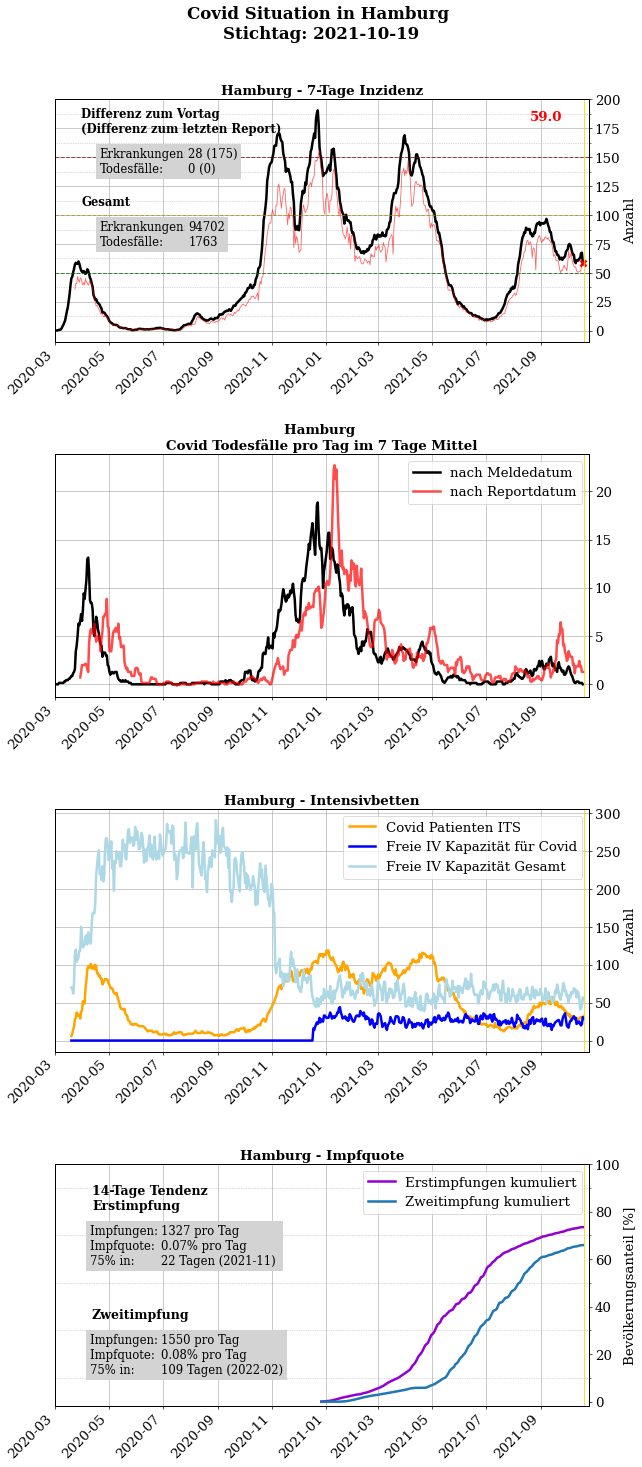 Covid Situation in Hamburg
Stichtag: 2021-10-19
Hamburg - 7-Tage Inzidenz
Differenz zum Vortag
(Differenz zum letzten Report)
Erkrankungen 28 (175)
Todesfälle: 0 (0)
Gesamt
Erkrankungen 94702
Todesfälle: 1763
59.0
200
175
150
125
100
75
50
25
0
Anzahl
2020-03
2020-05
2020-07
2020-09
2020-11
2021-01
2021-03
2021-05
2021-07
2021-09
Hamburg
Covid Todesfälle pro Tag im 7 Tage Mittel
nach Meldedatum
nach Reportdatum
20
15
10
5
0
2020-03
2020-05
2020-07
2020-09
2020-11
2021-01
2021-03
2021-05
2021-07
2021-09
Hamburg - Intensivbetten
Covid Patienten ITS
Freie IV Kapazität für Covid
Freie IV Kapazität Gesamt
300
250
200
150
100
50
0
Anzahl
2020-03
2020-05
2020-07
2020-09
2020-11
2021-01
2021-03
2021-05
2021-07
2021-09
Hamburg - Impfquote
14-Tage Tendenz
Erstimpfung
Impfungen: 1327 pro Tag
Impfquote: 0.07% pro Tag
75% in: 22 Tagen (2021-11)
Zweitimpfung
Impfungen: 1550 pro Tag
Impfquote: 0.08% pro Tag
75% in: 109 Tagen (2022-02)
Erstimpfungen kumuliert
Zweitimpfung kumuliert
100
80
60
40
20
0
Bevölkerungsanteil [%]
2020-03
2020-05
2020-07
2020-09
2020-11
2021-01
2021-03
2021-05
2021-07
2021-09